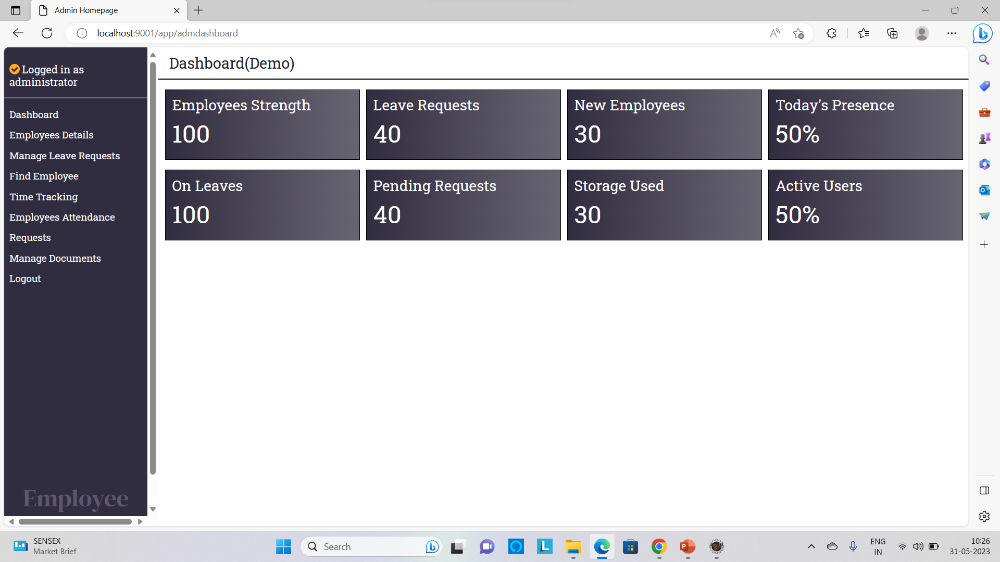 Admin Homepage
localhost:9001/app/admdashboard
Logged in as
administrator
Dashboard
Employees Details
Manage Leave Requests
Find Employee
Time Tracking
Employees Attendance
Requests
Manage Documents
Logout
Employee
Dashboard(Demo)
Employees Strength
100
Leave Requests
40
New Employees
30
Today's Presence
50%
On Leaves
100
Pending Requests
40
Storage Used
30
Active Users
50%
SENSEX
Market Brief
Search
ENG
IN
10:26
31-05-2023